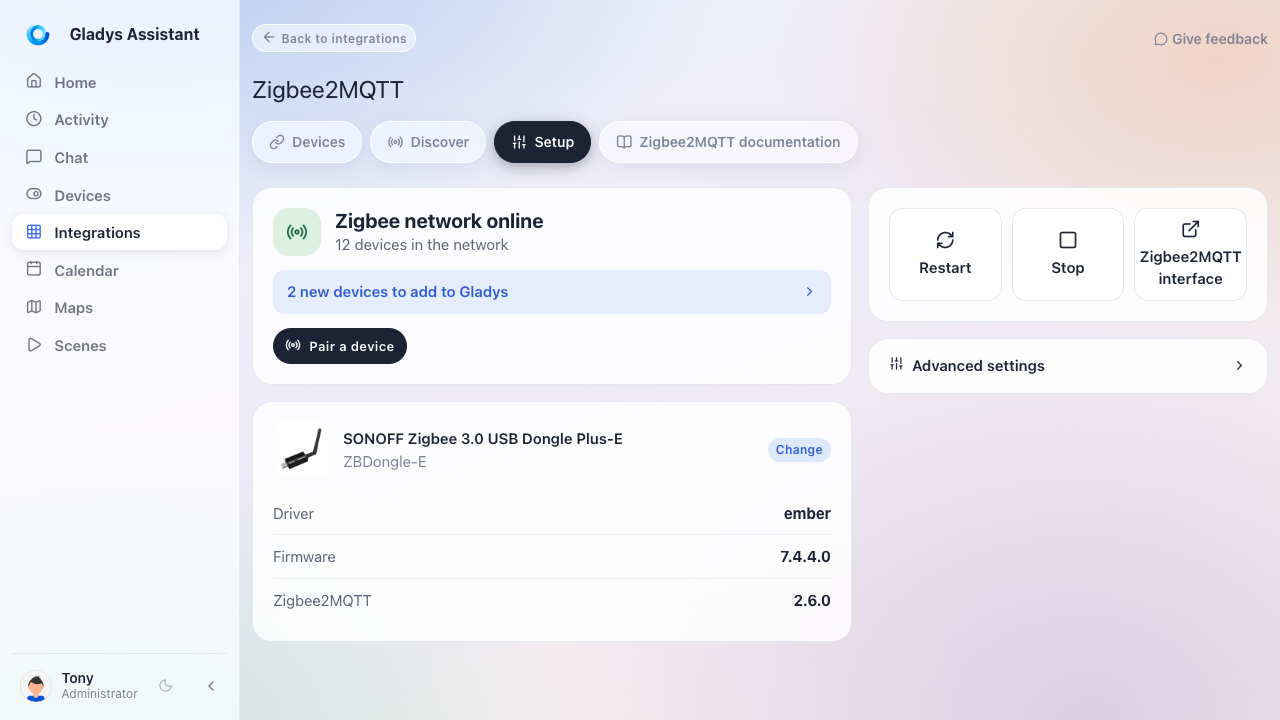 Gladys Assistant
Home
Activity
Chat
Devices
Integrations
Calendar
Maps
Scenes
Tony
Administrator
Back to integrations
Give feedback
Zigbee2MQTT
Devices
Discover
Setup
Zigbee2MQTT documentation
Zigbee network online
12 devices in the network
2 new devices to add to Gladys
Pair a device
SONOFF Zigbee 3.0 USB Dongle Plus-E
ZBDongle-E
Change
Driver
ember
Firmware
7.4.4.0
Zigbee2MQTT
2.6.0
Restart
Stop
Zigbee2MQTT
interface
Advanced settings